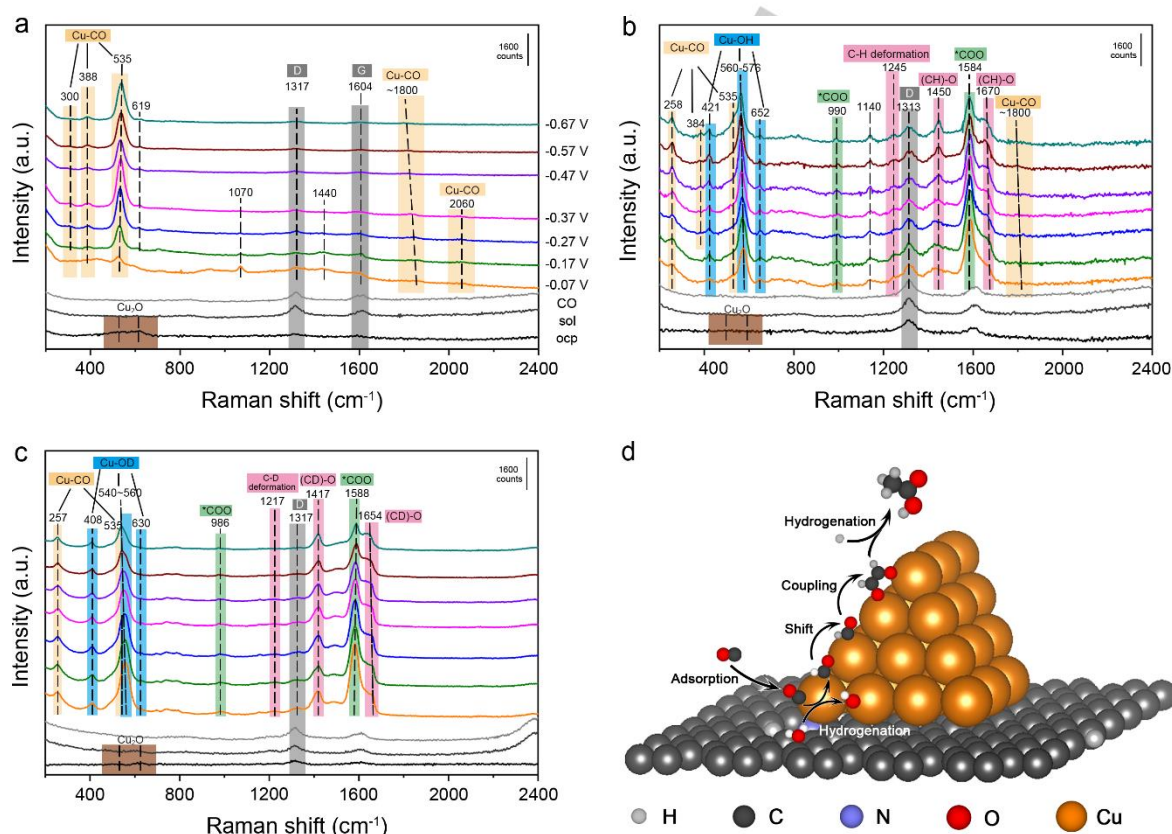 a
Cu-CO
535
388
300
619
D
1317
G
1604
Cu-CO
~1800
1600
counts
1070
1440
Cu-CO
2060
-0.67 V
-0.57 V
-0.47 V
-0.37 V
-0.27 V
-0.17 V
-0.07 V
CO
sol
ocp
Cu2O
Intensity (a.u.)
400 800 1200 1600 2000 2400
Raman shift (cm-1)
b
1600
counts
Cu-CO
Cu-OH
258
384
421
535
560-576
652
*COO
990
1140
C-H deformation
1245
D
1313
(CH)-O
1450
*COO
1584
(CH)-O
1670
Cu-CO
~1800
Cu2O
Intensity (a.u.)
400 800 1200 1600 2000 2400
Raman shift (cm-1)
c
1600
counts
Cu-OD
Cu-CO
540~560
257
408
535
630
*COO
986
C-D
deformation
1217
D
1317
(CD)-O
1417
*COO
1588
1654
(CD)-O
Cu2O
Intensity (a.u.)
400 800 1200 1600 2000 2400
Raman shift (cm-1)
d
Hydrogenation
Coupling
Shift
Adsorption
Hydrogenation
H C N O Cu